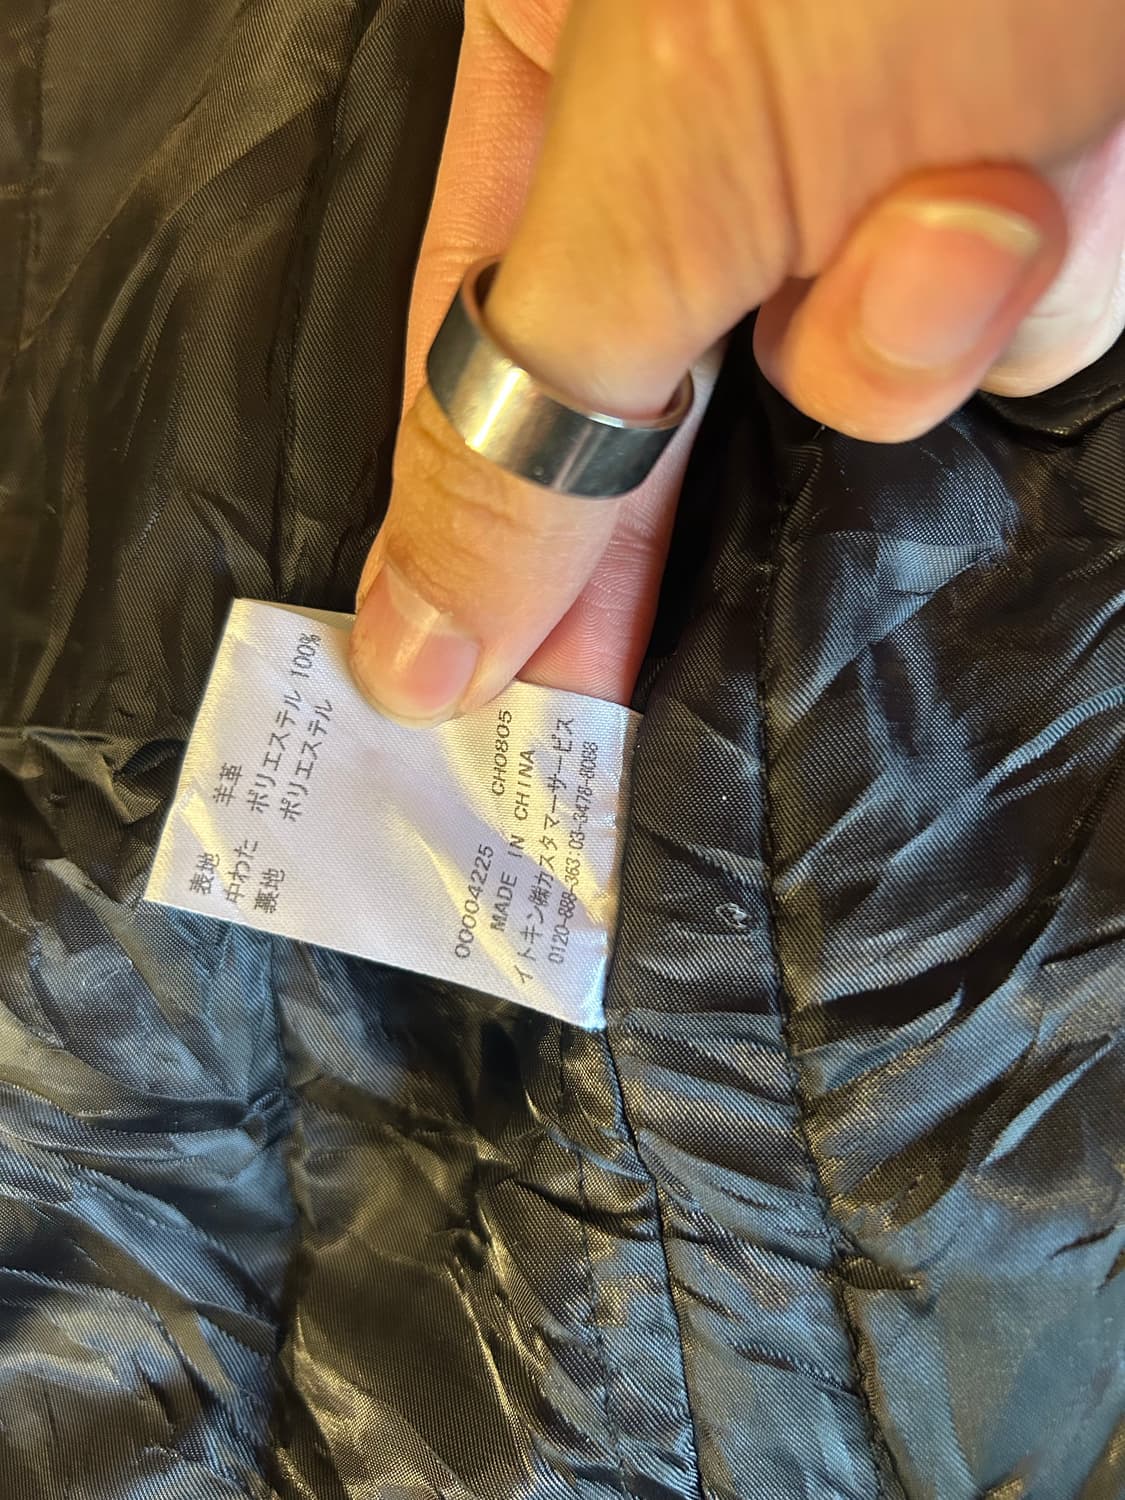 表地 羊革
中わた ポリエステル 100%
裏地 ポリエステル
00004225 CH0805
MADE IN CHINA
イトキン㈱カスタマーサービス
0120-888-363:03-3478-8088